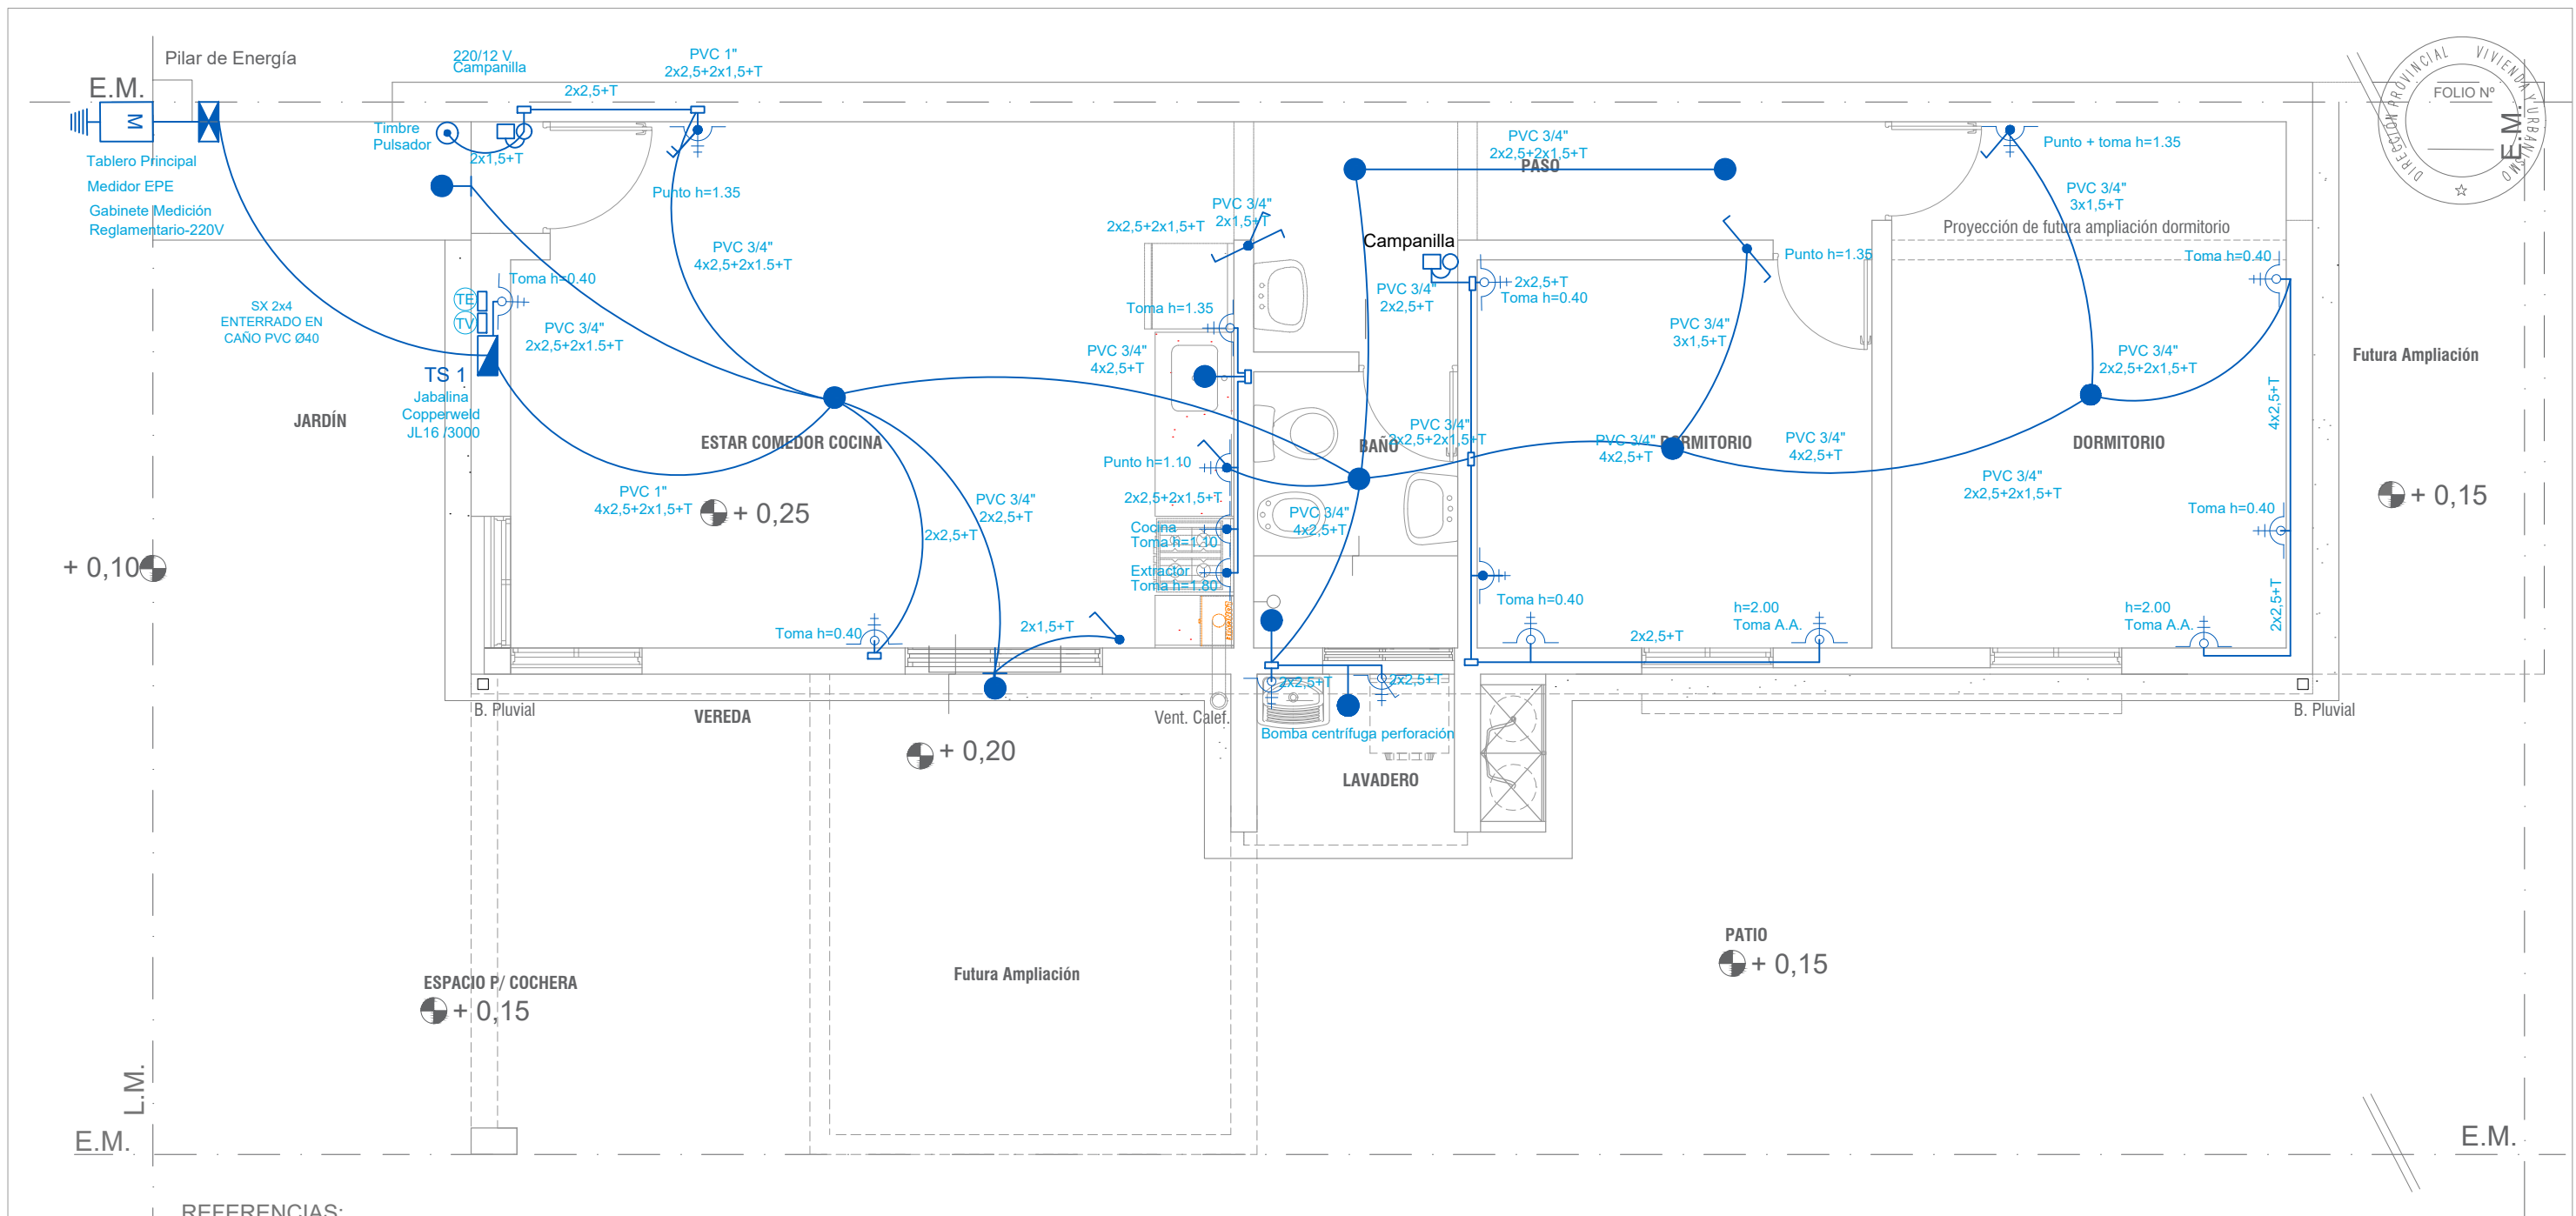 Pilar de Energía
E.M.
M
Tablero Principal
Medidor EPE
Gabinete Medición
Reglamentario-220V
220/12 V
Campanilla
2x2,5+T
PVC 1"
2x2,5+2x1,5+T
Timbre
Pulsador
2x1,5+T
Punto h=1.35
PVC 3/4"
4x2,5+2x1.5+T
Toma h=0.40
TE
TV
SX 2x4
ENTERRADO EN
CAÑO PVC Ø40
PVC 3/4"
2x2,5+2x1.5+T
TS 1
Jabalina
Copperweld
JL16 /3000
JARDÍN
ESTAR COMEDOR COCINA
PVC 1"
4x2,5+2x1,5+T
+ 0,25
PVC 3/4"
2x2,5+T
2x2,5+T
+ 0,10
Toma h=0.40
2x1,5+T
PVC 3/4"
2x1,5+T
2x2,5+2x1,5+T
Toma h=1.35
PVC 3/4"
4x2,5+T
Punto h=1.10
2x2,5+2x1,5+T
Cocina
Toma h=1.10
Extractor
Toma h=1.80
PVC 3/4"
2x2,5+2x1,5+T
PASO
Campanilla
PVC 3/4"
2x2,5+T
2x2,5+T
Toma h=0.40
PVC 3/4"
2x2,5+2x1,5+T
BAÑO
PVC 3/4"
4x2,5+T
Punto h=1.35
PVC 3/4"
3x1,5+T
PVC 3/4"
4x2,5+T
DORMITORIO
PVC 3/4"
4x2,5+T
Toma h=0.40
h=2.00
Toma A.A.
2x2,5+T
Punto + toma h=1.35
PVC 3/4"
3x1,5+T
Proyección de futura ampliación dormitorio
Toma h=0.40
PVC 3/4"
2x2,5+2x1,5+T
4x2,5+T
DORMITORIO
PVC 3/4"
2x2,5+2x1,5+T
Toma h=0.40
h=2.00
Toma A.A.
2x2,5+T
DIRECCIÓN PROVINCIAL VIVIENDA Y URBANISMO
FOLIO Nº
E.M.
Futura Ampliación
+ 0,15
B. Pluvial
VEREDA
Vent. Calef.
2x2,5+T
2x2,5+T
Bomba centrífuga perforación
B. Pluvial
+ 0,20
LAVADERO
PATIO
+ 0,15
ESPACIO P/ COCHERA
+ 0,15
Futura Ampliación
L.M.
E.M.
E.M.
REFERENCIAS: